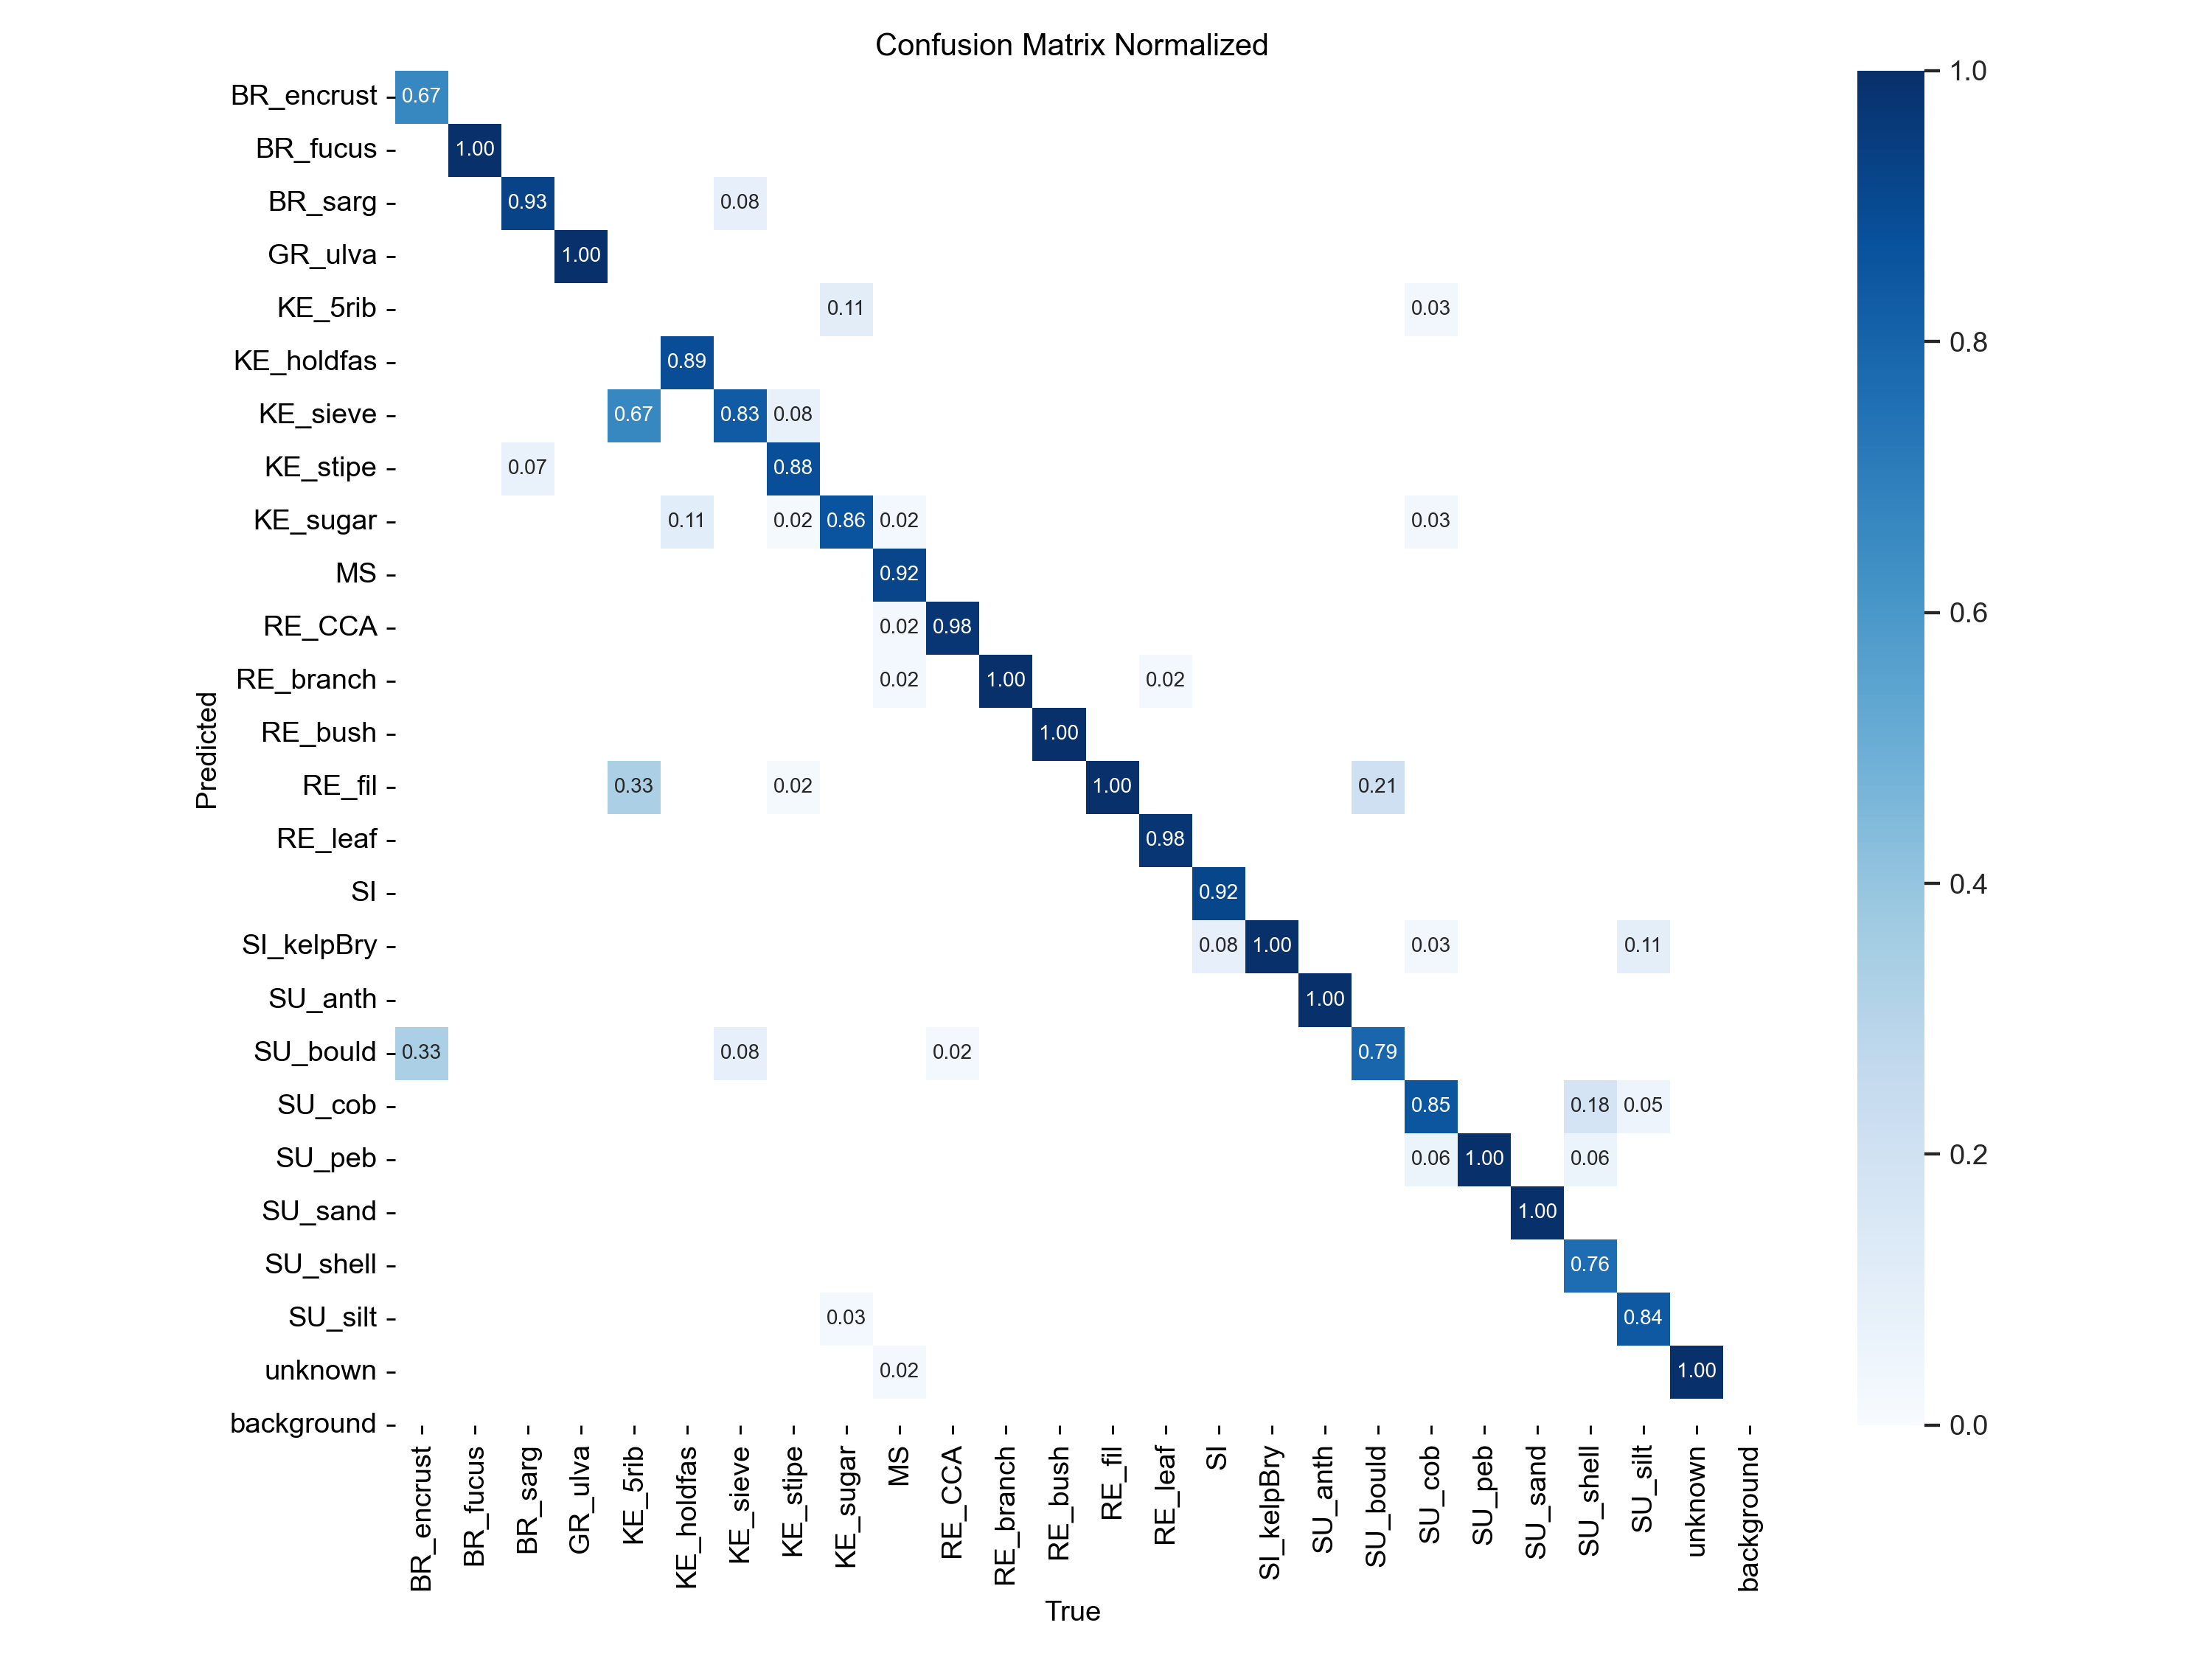 Confusion Matrix Normalized
BR_encrust 0.67
BR_fucus 1.00
BR_sarg 0.93 0.08
GR_ulva 1.00
KE_5rib 0.11 0.03
KE_holdfas 0.89
KE_sieve 0.67 0.83 0.08
KE_stipe 0.07 0.88
KE_sugar 0.11 0.02 0.86 0.02 0.03
MS 0.92
RE_CCA 0.02 0.98
RE_branch 0.02 1.00 0.02
RE_bush 1.00
RE_fil 0.33 0.02 1.00 0.21
RE_leaf 0.98
SI 0.92
SI_kelpBry 0.08 1.00 0.03 0.11
SU_anth 1.00
SU_bould 0.33 0.08 0.02 0.79
SU_cob 0.85 0.18 0.05
SU_peb 0.06 1.00 0.06
SU_sand 1.00
SU_shell 0.76
SU_silt 0.03 0.84
unknown 0.02 1.00
background
Predicted
BR_encrust
BR_fucus
BR_sarg
GR_ulva
KE_5rib
KE_holdfas
KE_sieve
KE_stipe
KE_sugar
MS
RE_CCA
RE_branch
RE_bush
RE_fil
RE_leaf
SI
SI_kelpBry
SU_anth
SU_bould
SU_cob
SU_peb
SU_sand
SU_shell
SU_silt
unknown
background
True
1.0
0.8
0.6
0.4
0.2
0.0